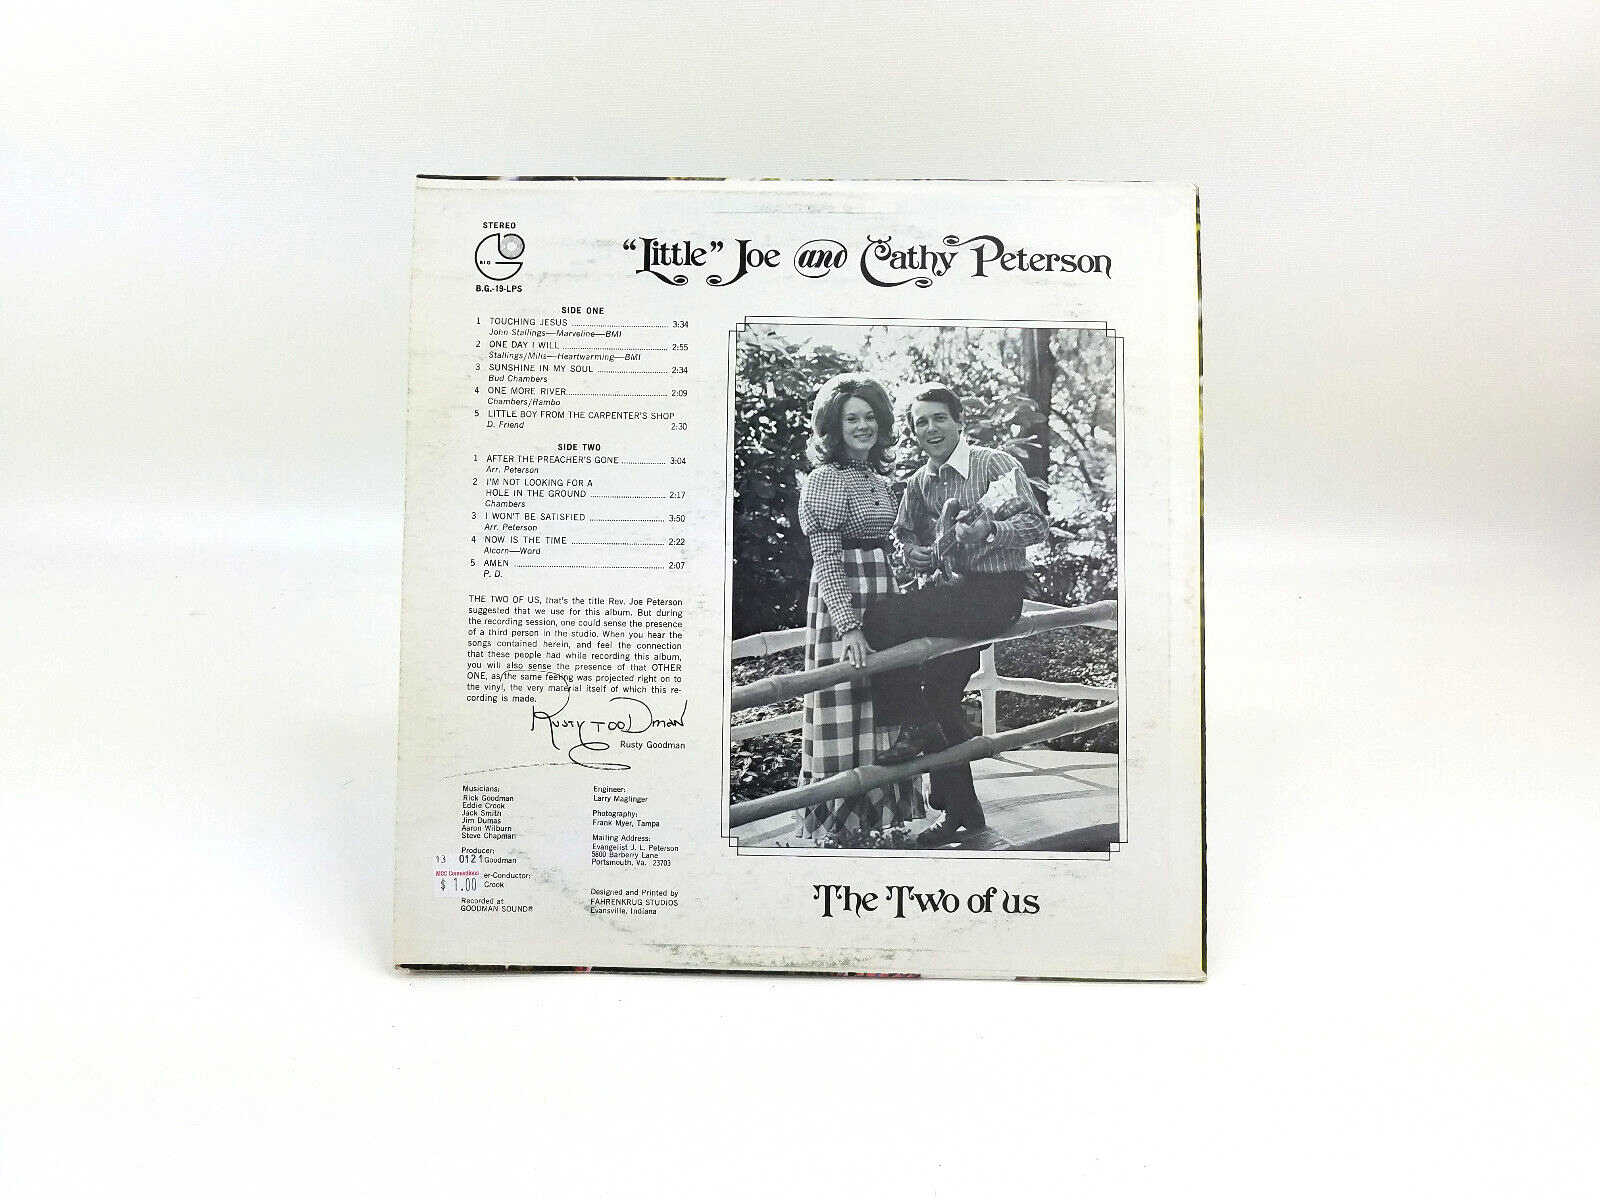 STEREO
BIG
B.G.-19-LPS
"Little" Joe and Cathy Peterson
SIDE ONE
1 TOUCHING JESUS 3:34
John Stallings—Marveline—BMI
2 ONE DAY I WILL 2:55
Stallings/Mills—Heartwarming—BMI
3 SUNSHINE IN MY SOUL 2:34
Bud Chambers
4 ONE MORE RIVER 2:09
Chambers/Rambo
5 LITTLE BOY FROM THE CARPENTER'S SHOP
D. Friend 2:30
SIDE TWO
1 AFTER THE PREACHER'S GONE 3:04
Arr. Peterson
2 I'M NOT LOOKING FOR A
HOLE IN THE GROUND 2:17
Chambers
3 I WON'T BE SATISFIED 3:50
Arr. Peterson
4 NOW IS THE TIME 2:22
Alcorn—Word
5 AMEN 2:07
P. D.
THE TWO OF US, that's the title Rev. Joe Peterson
suggested that we use for this album. But during
the recording session, one could sense the presence
of a third person in the studio. When you hear the
songs contained herein, and feel the connection
that these people had while recording this album,
you will also sense the presence of that OTHER
ONE, as the same feeling was projected right on to
the vinyl, the very material itself of which this re-
cording is made.
Rusty Goodman
Rusty Goodman
Musicians:
Rick Goodman
Eddie Crook
Jack Smith
Jim Dumas
Aaron Wilburn
Steve Chapman
Producer:
13 0121 Goodman
MCC Connections
$ 1.00
er-Conductor:
Crook
Recorded at
GOODMAN SOUND®
Engineer:
Larry Maglinger
Photography:
Frank Myer, Tampa
Mailing Address:
Evangelist J. L. Peterson
5800 Barberry Lane
Portsmouth, Va. 23703
Designed and Printed by
FAHRENKRUG STUDIOS
Evansville, Indiana
The Two of us